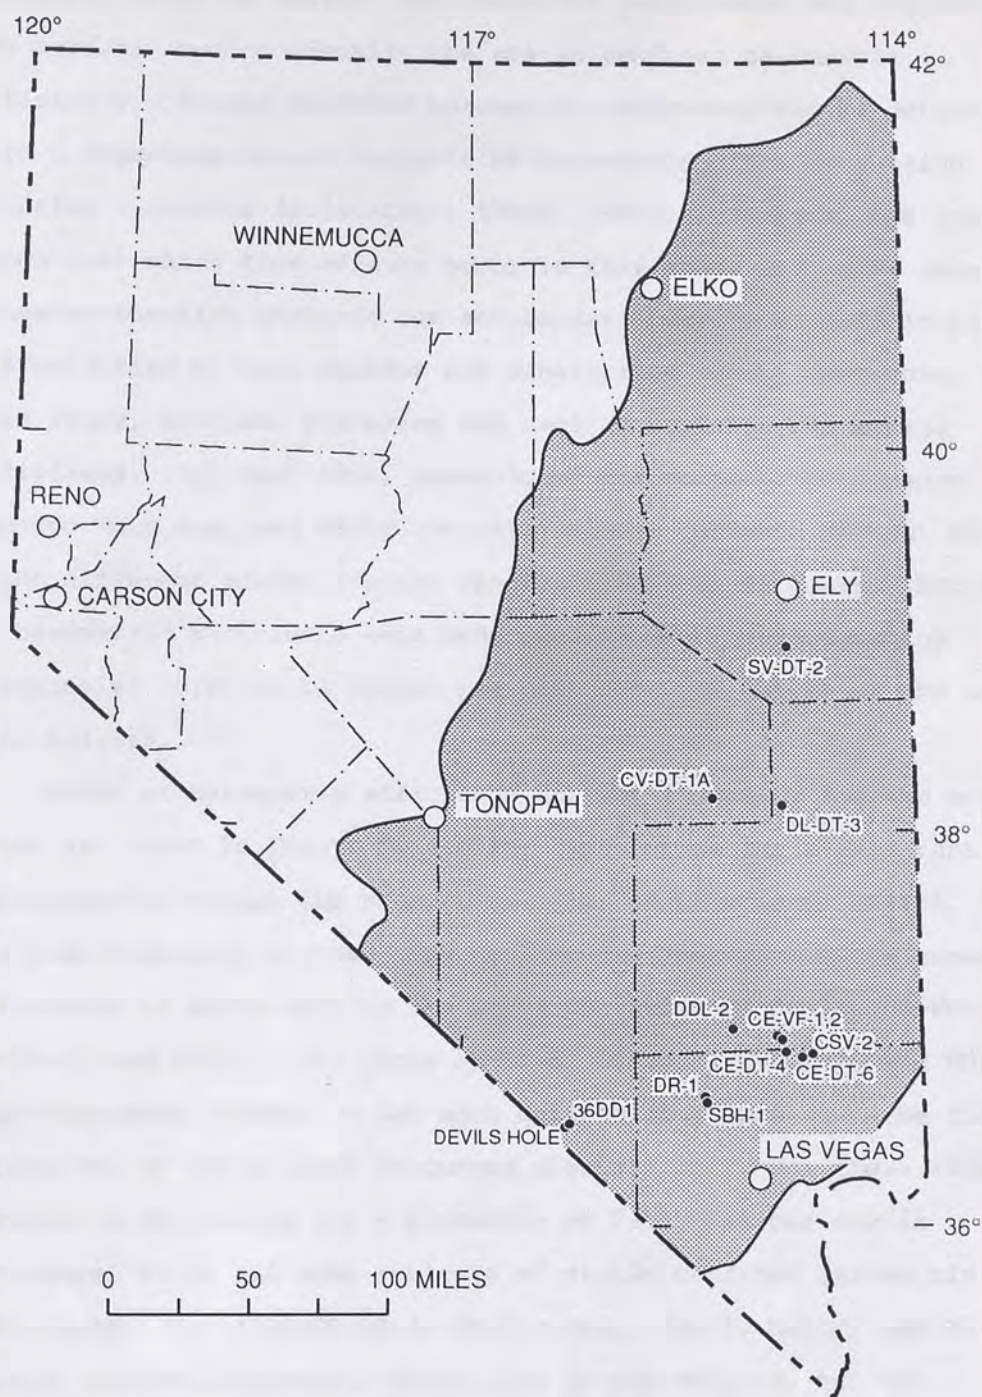 120°
117°
114°
42°
WINNEMUCCA
ELKO
40°
RENO
CARSON CITY
ELY
SV-DT-2
CV-DT-1A
TONOPAH
DL-DT-3
38°
DDL-2
CE-VF-1,2
CSV-2
CE-DT-4
CE-DT-6
DR-1
SBH-1
36DD1
DEVILS HOLE
LAS VEGAS
36°
0 50 100 MILES